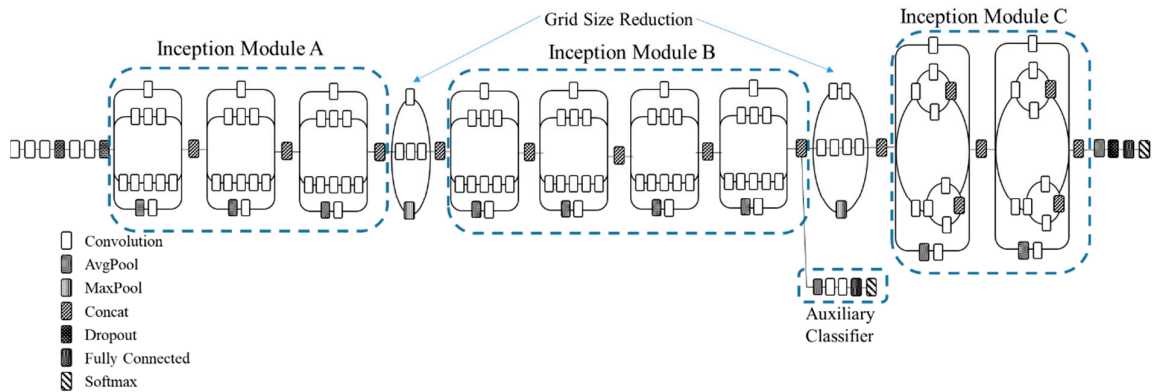 Grid Size Reduction
Inception Module C
Inception Module A
Inception Module B
Convolution
AvgPool
MaxPool
Concat
Dropout
Fully Connected
Softmax
Auxiliary
Classifier